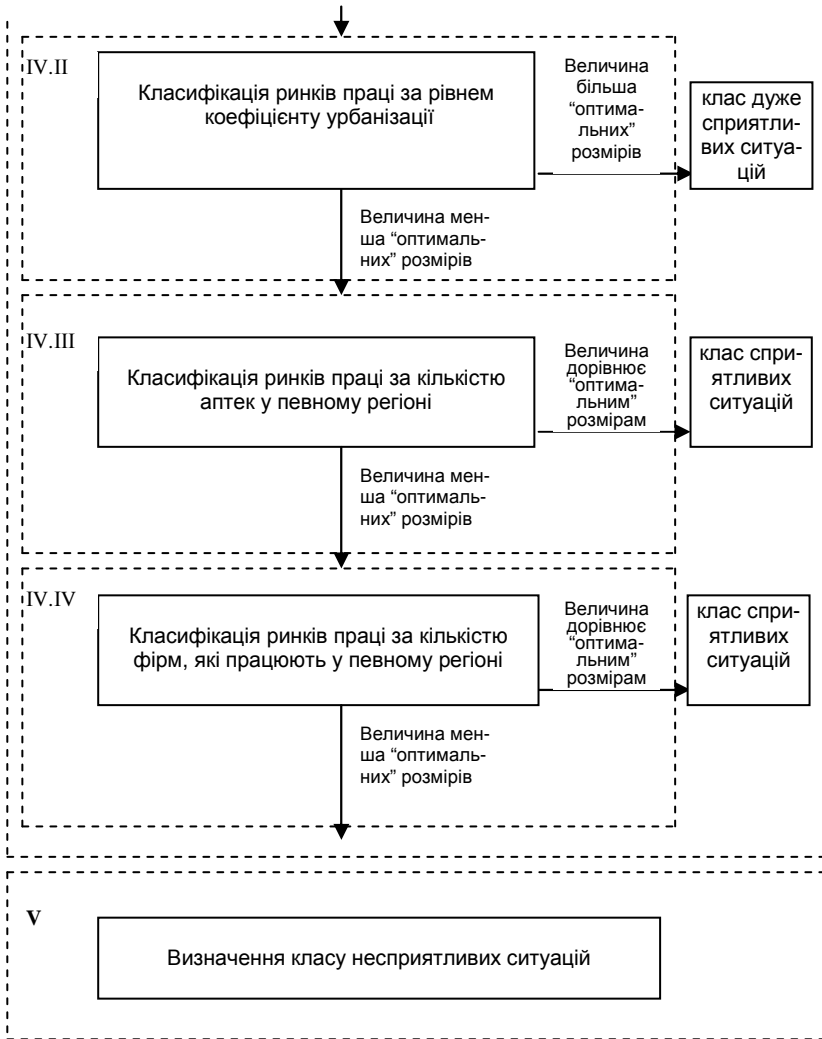 IV.II
Класифікація ринків праці за рівнем
коефіцієнту урбанізації
Величина
більша
“оптима-
льних”
розмірів
клас дуже
сприятли-
вих ситуа-
цій
Величина мен-
ша “оптималь-
них” розмірів
IV.III
Класифікація ринків праці за кількістю
аптек у певному регіоні
Величина
дорівнює
“оптима-
льним”
розмірам
клас спри-
ятливих
ситуацій
Величина мен-
ша “оптималь-
них” розмірів
IV.IV
Класифікація ринків праці за кількістю
фірм, які працюють у певному регіоні
Величина
дорівнює
“оптима-
льним”
розмірам
клас спри-
ятливих
ситуацій
Величина мен-
ша “оптималь-
них” розмірів
V
Визначення класу несприятливих ситуацій